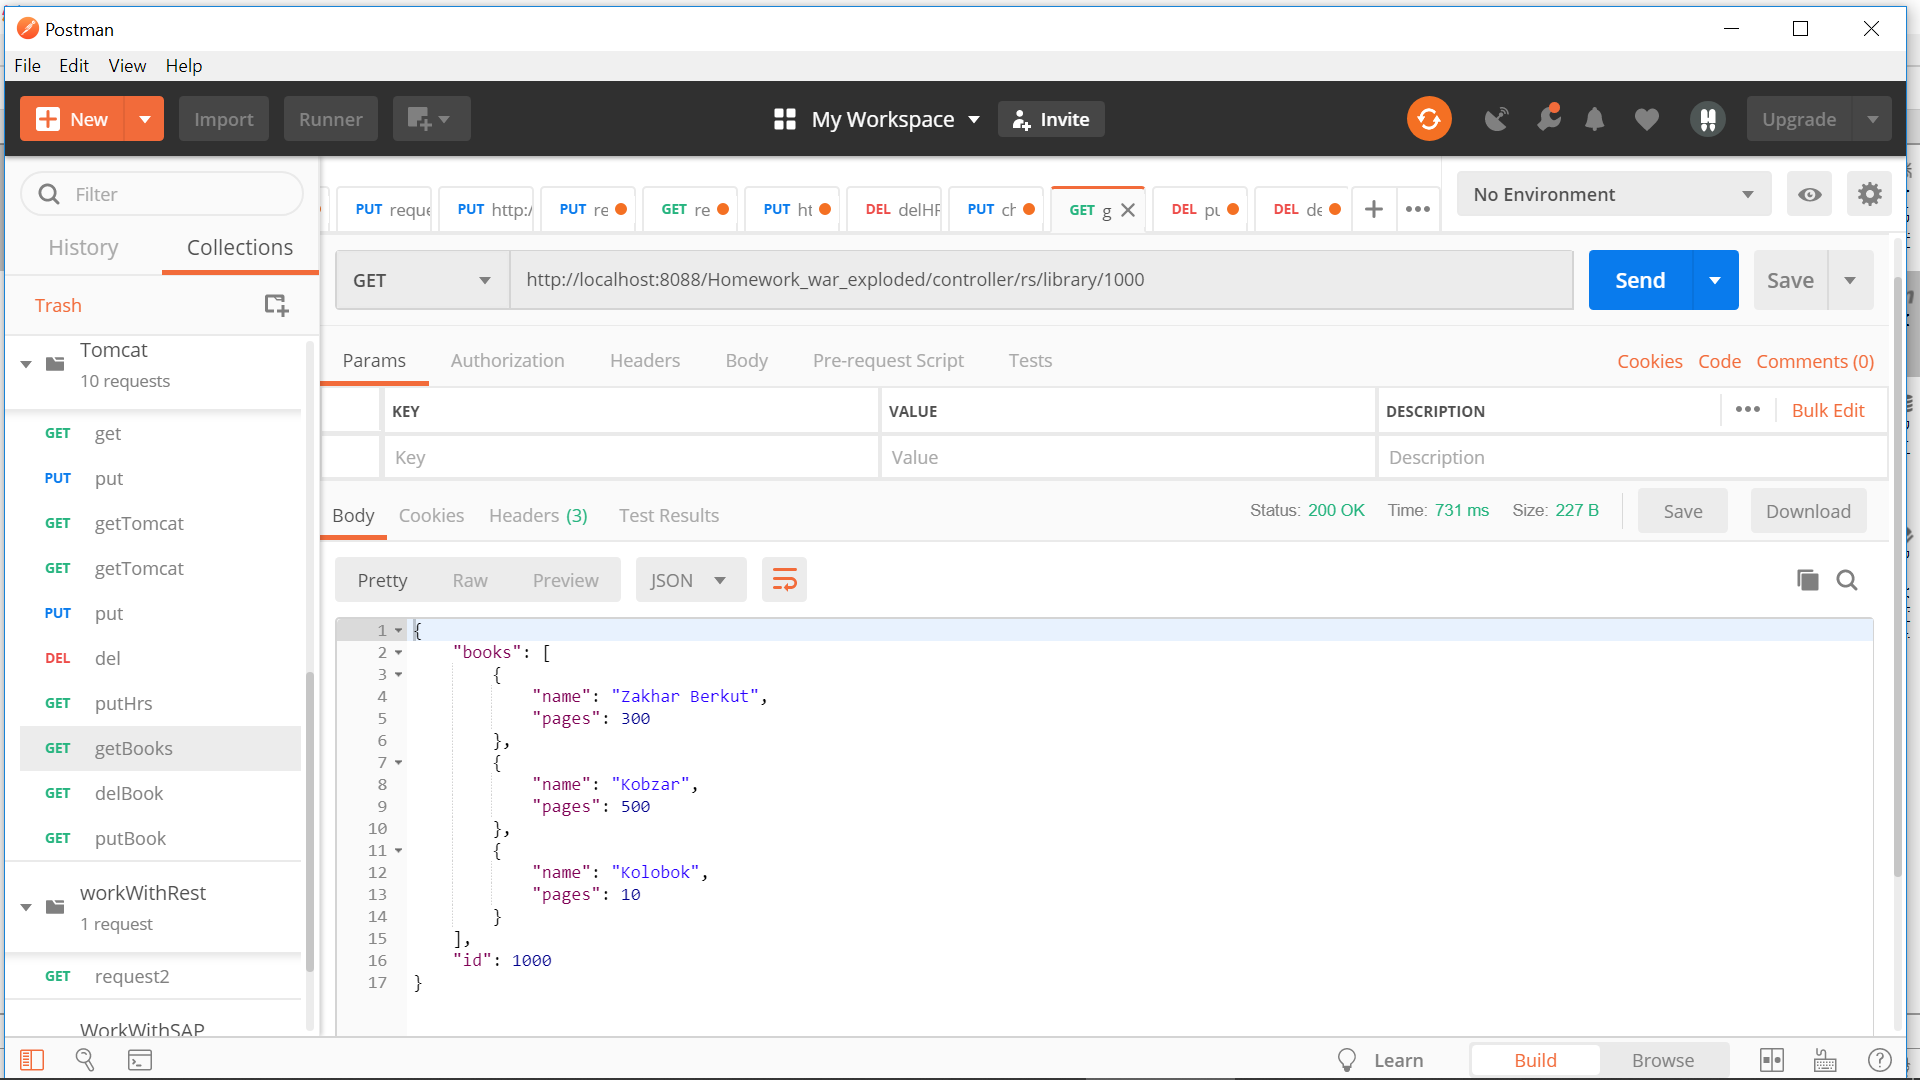 Postman
File Edit View Help
New Import Runner My Workspace Invite Upgrade
Filter
History Collections
Trash
Tomcat
10 requests
GET get
PUT put
GET getTomcat
GET getTomcat
PUT put
DEL del
GET putHrs
GET getBooks
GET delBook
GET putBook
workWithRest
1 request
GET request2
WorkWithSAP
PUT reque PUT http:/ PUT re GET re PUT ht DEL delHF PUT ch GET g DEL pu DEL de
No Environment
GET http://localhost:8088/Homework_war_exploded/controller/rs/library/1000 Send Save
Params Authorization Headers Body Pre-request Script Tests Cookies Code Comments (0)
KEY VALUE DESCRIPTION Bulk Edit
Key Value Description
Body Cookies Headers (3) Test Results Status: 200 OK Time: 731 ms Size: 227 B Save Download
Pretty Raw Preview JSON
1 {
2 "books": [
3 {
4 "name": "Zakhar Berkut",
5 "pages": 300
6 },
7 {
8 "name": "Kobzar",
9 "pages": 500
10 },
11 {
12 "name": "Kolobok",
13 "pages": 10
14 }
15 ],
16 "id": 1000
17 }
Learn Build Browse